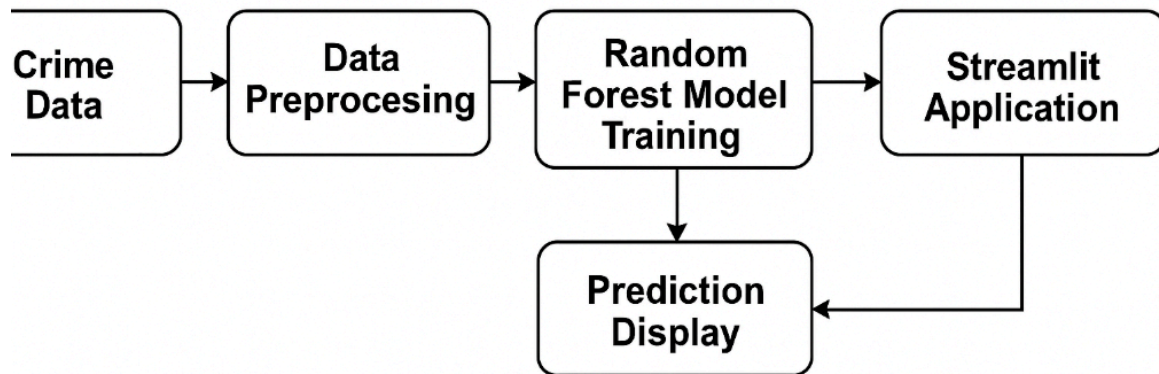 Crime
Data
Data
Preprocesing
Random
Forest Model
Training
Streamlit
Application
Prediction
Display